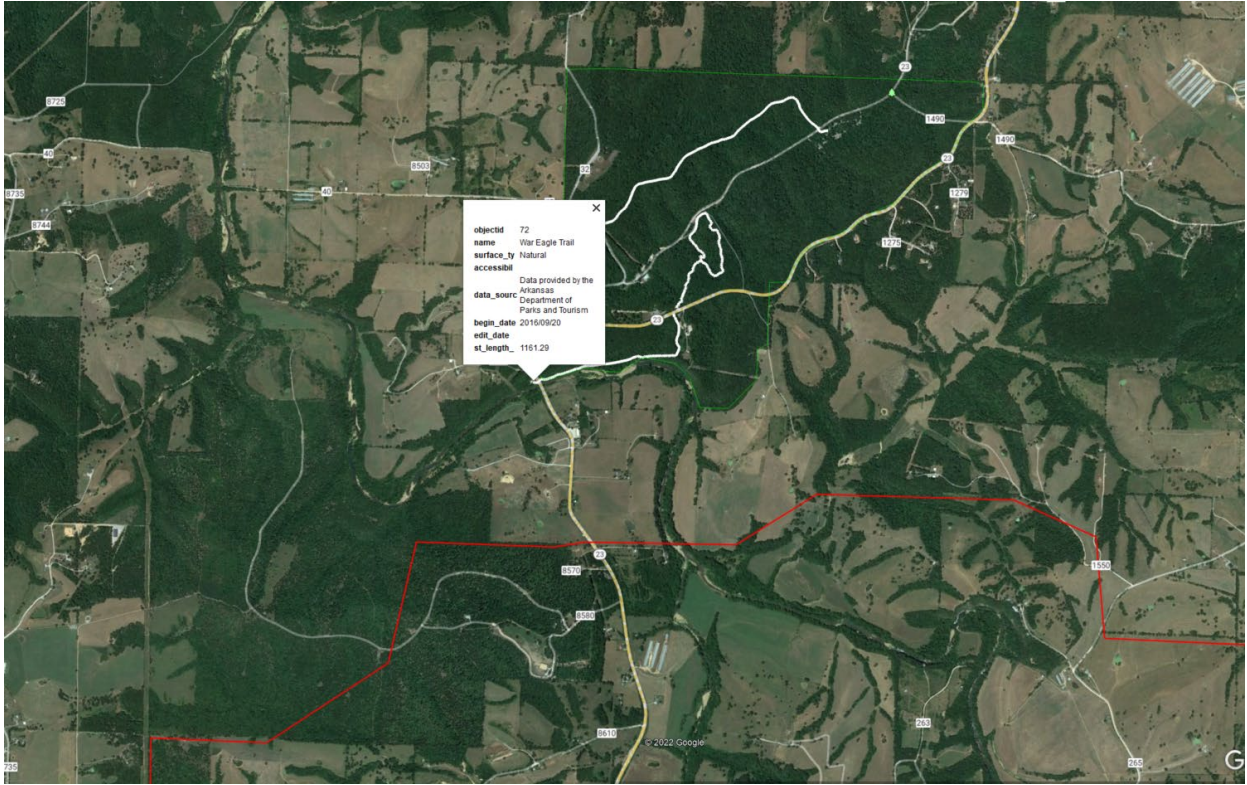 23
8725
1490
1490
40
8503
23
32
8735
40
1279
8744
1275
×
objectid 72
name War Eagle Trail
surface_ty Natural
accessibil
data_sourc Data provided by the
Arkansas
Department of
Parks and Tourism
begin_date 2016/09/20
edit_date
st_length_ 1161.29
23
23
8570
1550
8580
263
8610
© 2022 Google
265
735
G